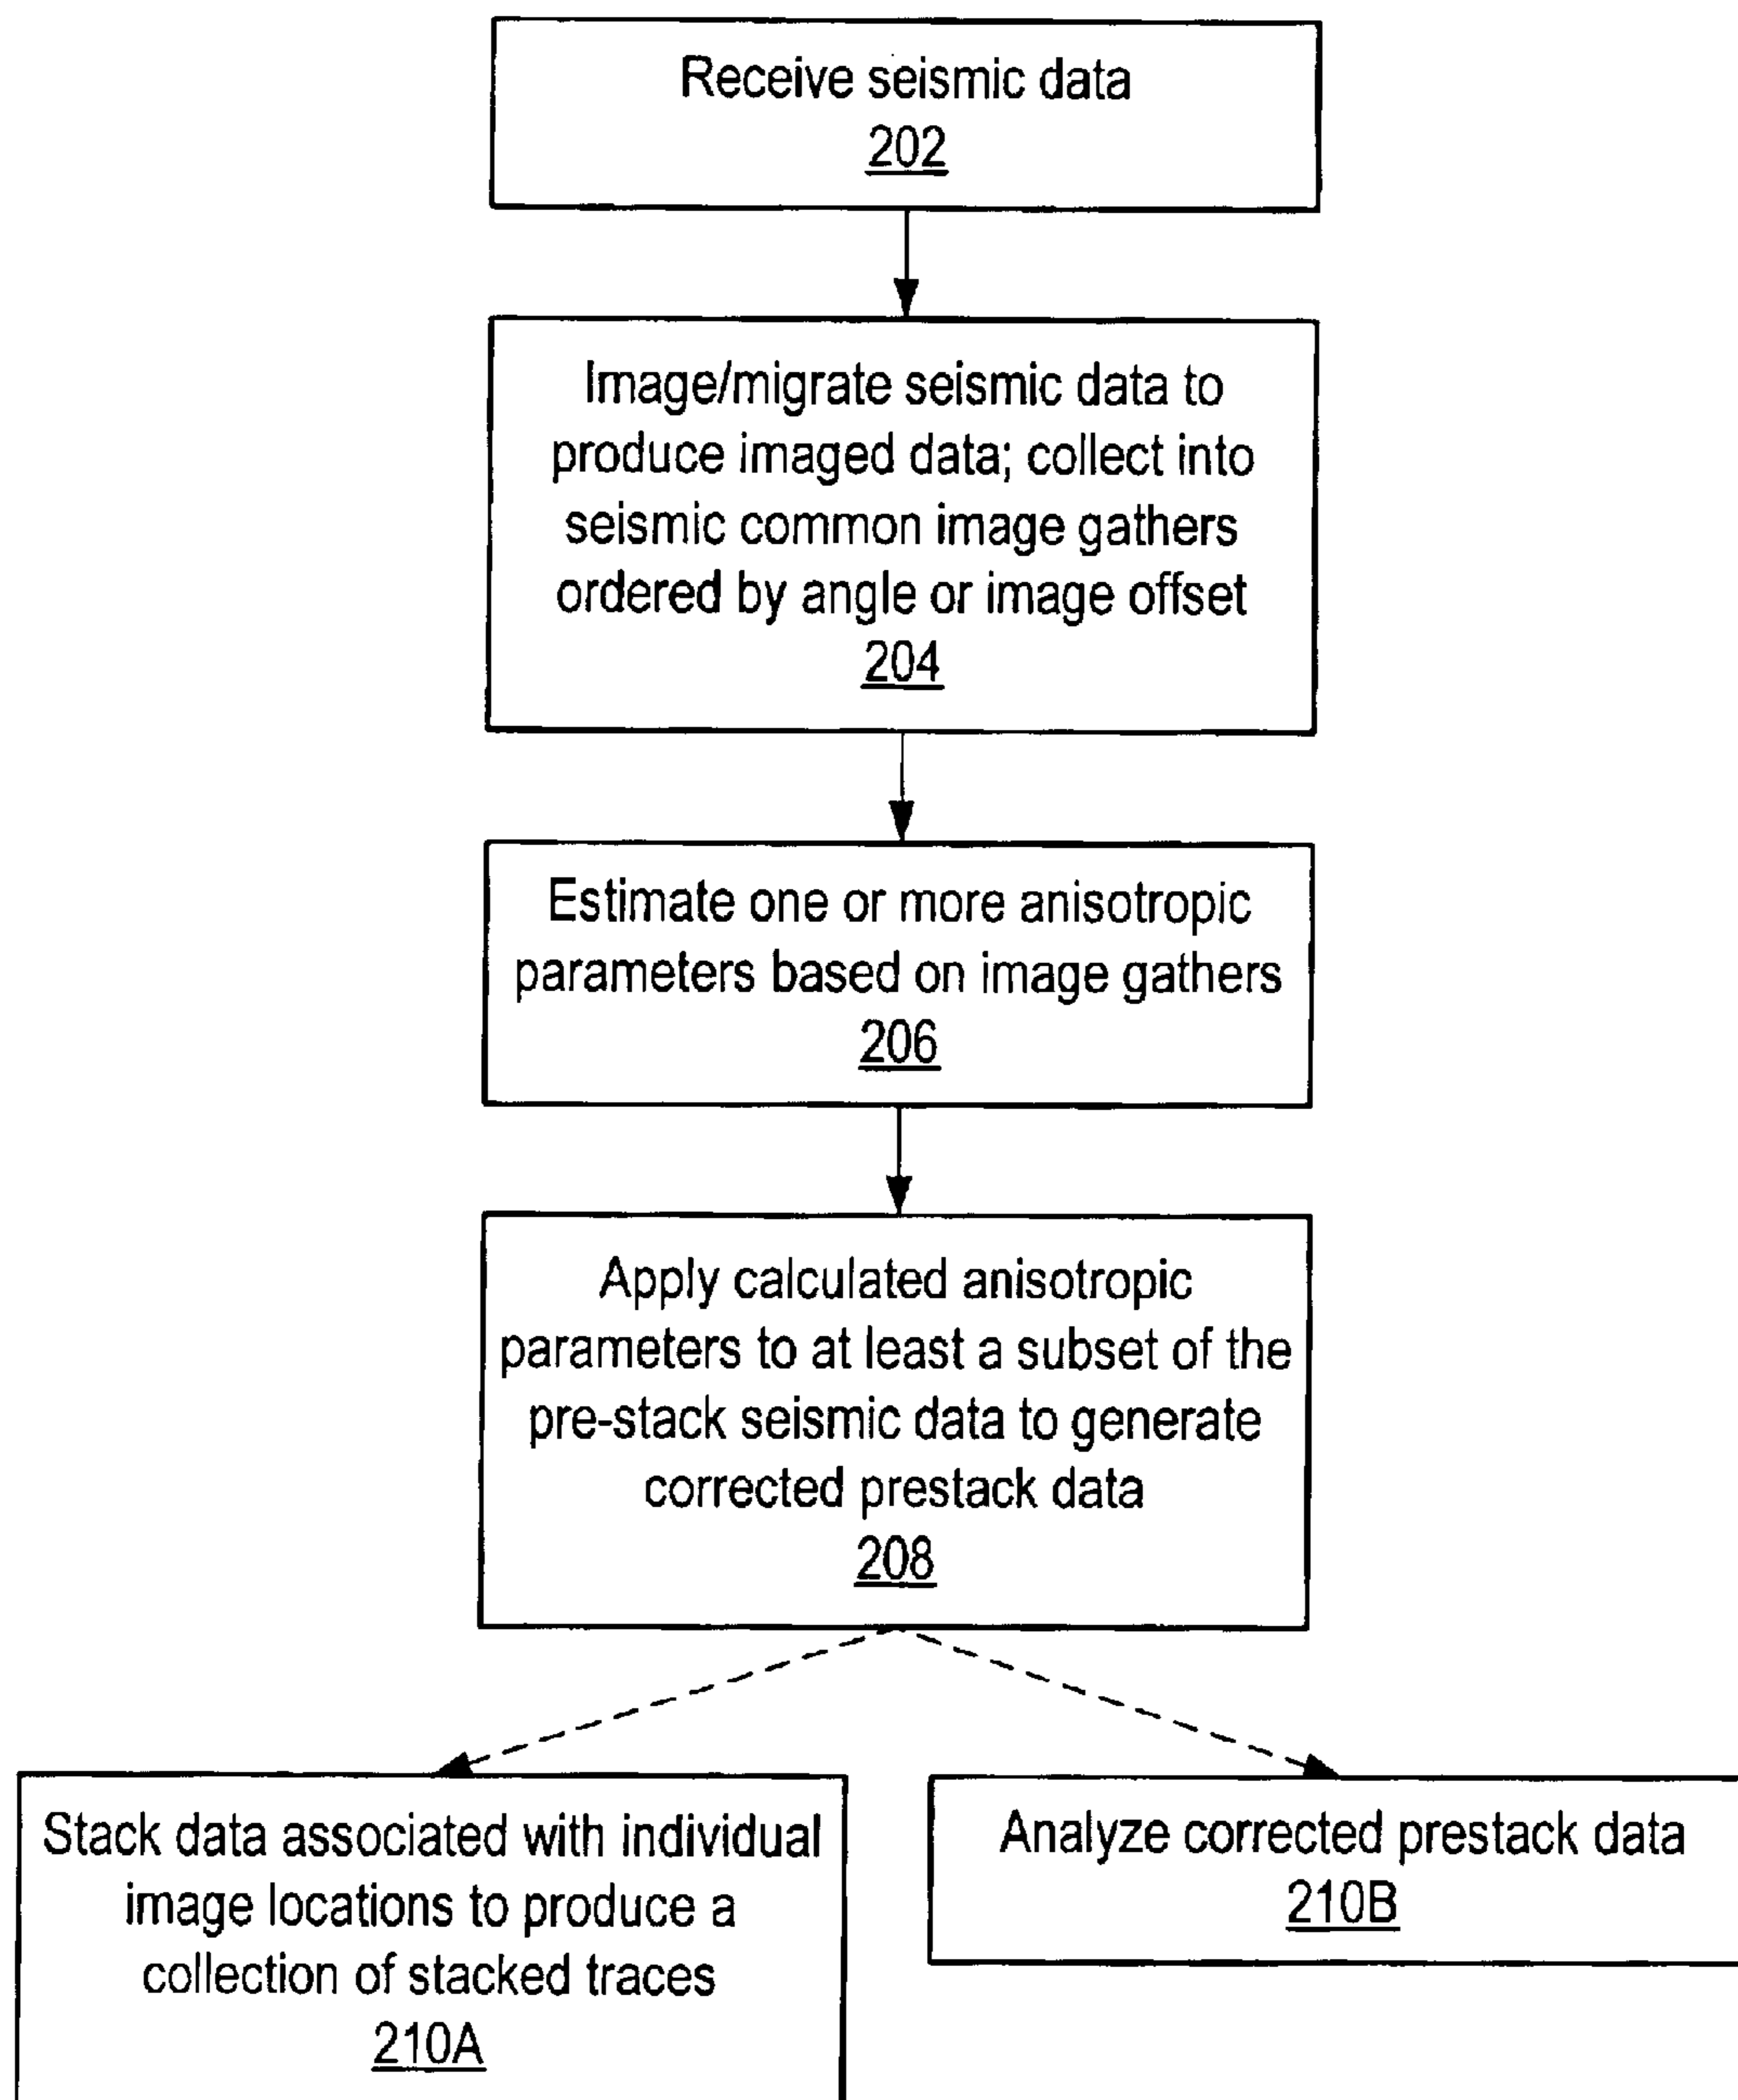 Receive seismic data
202
Image/migrate seismic data to
produce imaged data; collect into
seismic common image gathers
ordered by angle or image offset
204
Estimate one or more anisotropic
parameters based on image gathers
206
Apply calculated anisotropic
parameters to at least a subset of the
pre-stack seismic data to generate
corrected prestack data
208
Stack data associated with individual
image locations to produce a
collection of stacked traces
210A
Analyze corrected prestack data
210B